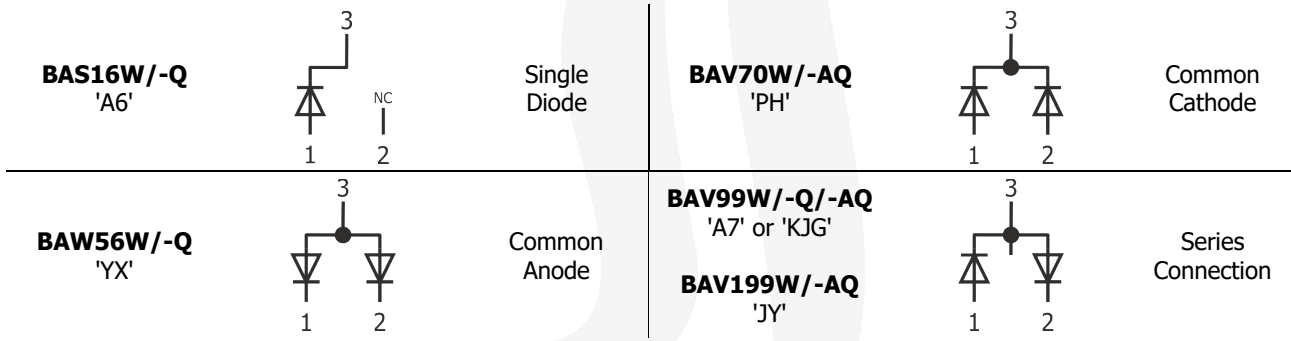 3
BAS16W/-Q
'A6'
NC
Single
Diode
1 2
3
BAV70W/-AQ
'PH'
Common
Cathode
1 2
3
BAW56W/-Q
'YX'
Common
Anode
1 2
3
BAV99W/-Q/-AQ
'A7' or 'KJG'
Series
Connection
BAV199W/-AQ
'JY'
1 2